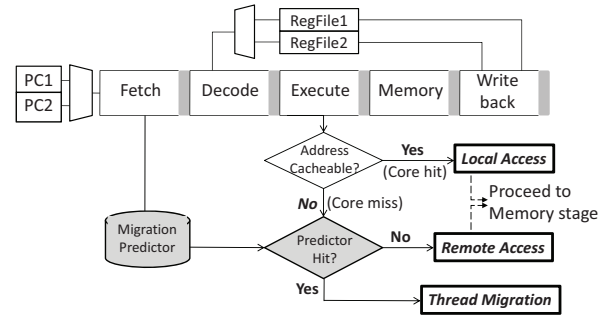 RegFile1
RegFile2
PC1
PC2
Fetch
Decode
Execute
Memory
Write
back
Address
Cacheable?
Yes
(Core hit)
Local Access
No (Core miss)
Proceed to
Memory stage
Migration
Predictor
Predictor
Hit?
No
Remote Access
Yes
Thread Migration